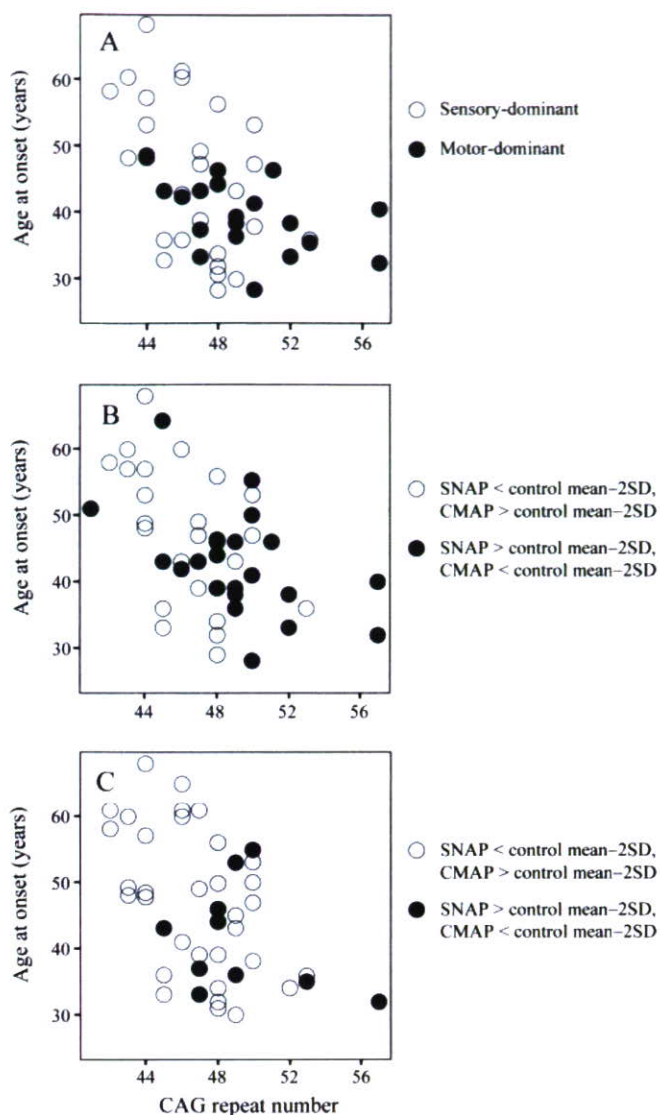 A
Age at onset (years)
60
50
40
30
44 48 52 56
Sensory-dominant
Motor-dominant
B
Age at onset (years)
60
50
40
30
44 48 52 56
SNAP < control mean−2SD,
CMAP > control mean−2SD
SNAP > control mean−2SD,
CMAP < control mean−2SD
C
Age at onset (years)
60
50
40
30
44 48 52 56
SNAP < control mean−2SD,
CMAP > control mean−2SD
SNAP > control mean−2SD,
CMAP < control mean−2SD
CAG repeat number